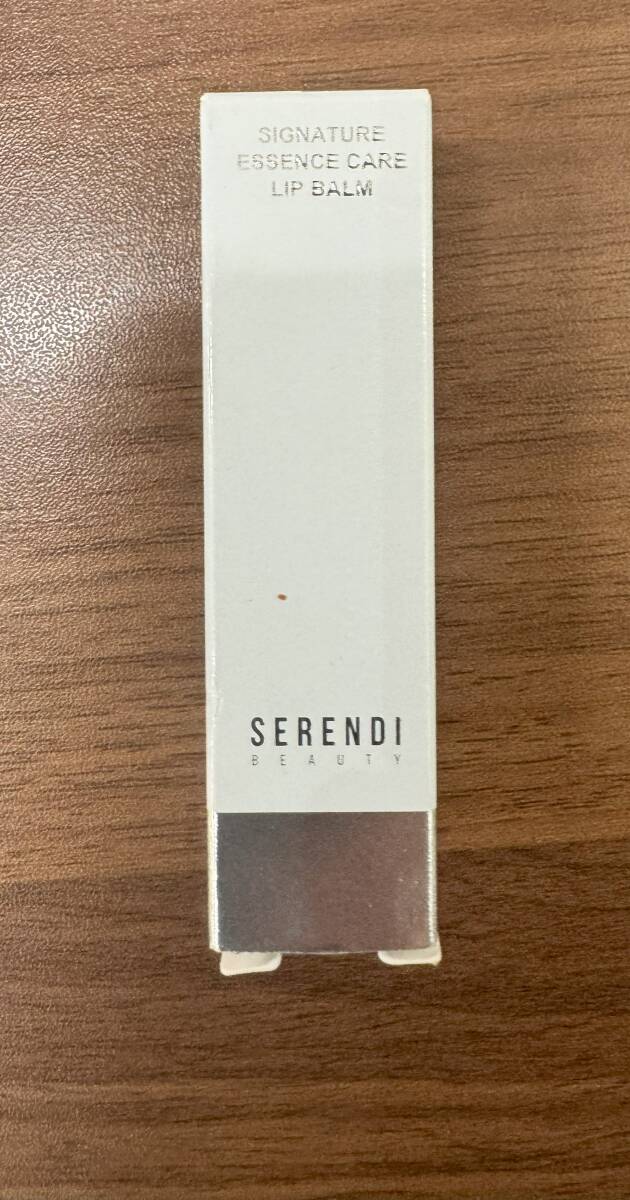 SIGNATURE
ESSENCE CARE
LIP BALM
SERENDI
BEAUTY